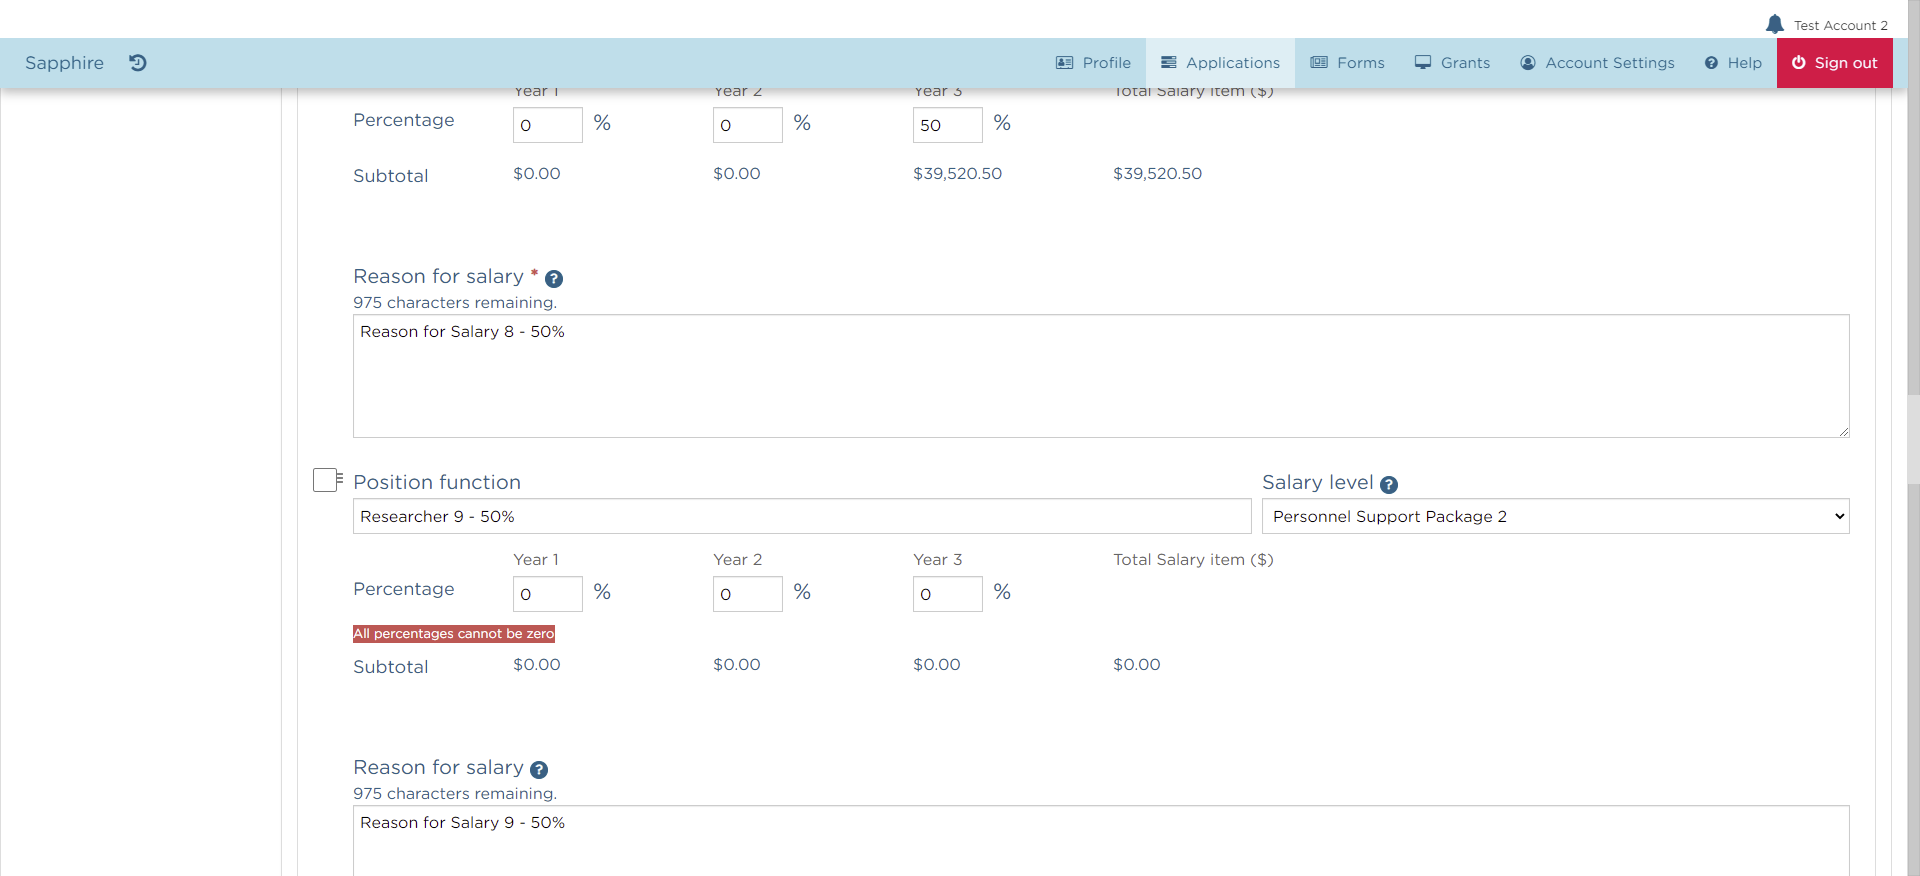 Test Account 2
Sapphire Profile Applications Forms Grants Account Settings Help Sign out
Year 1 Year 2 Year 3 Total Salary item ($)
Percentage 0 % 0 % 50 %
Subtotal $0.00 $0.00 $39,520.50 $39,520.50
Reason for salary * ?
975 characters remaining.
Reason for Salary 8 - 50%
Position function Salary level ?
Researcher 9 - 50% Personnel Support Package 2
Year 1 Year 2 Year 3 Total Salary item ($)
Percentage 0 % 0 % 0 %
All percentages cannot be zero
Subtotal $0.00 $0.00 $0.00 $0.00
Reason for salary ?
975 characters remaining.
Reason for Salary 9 - 50%